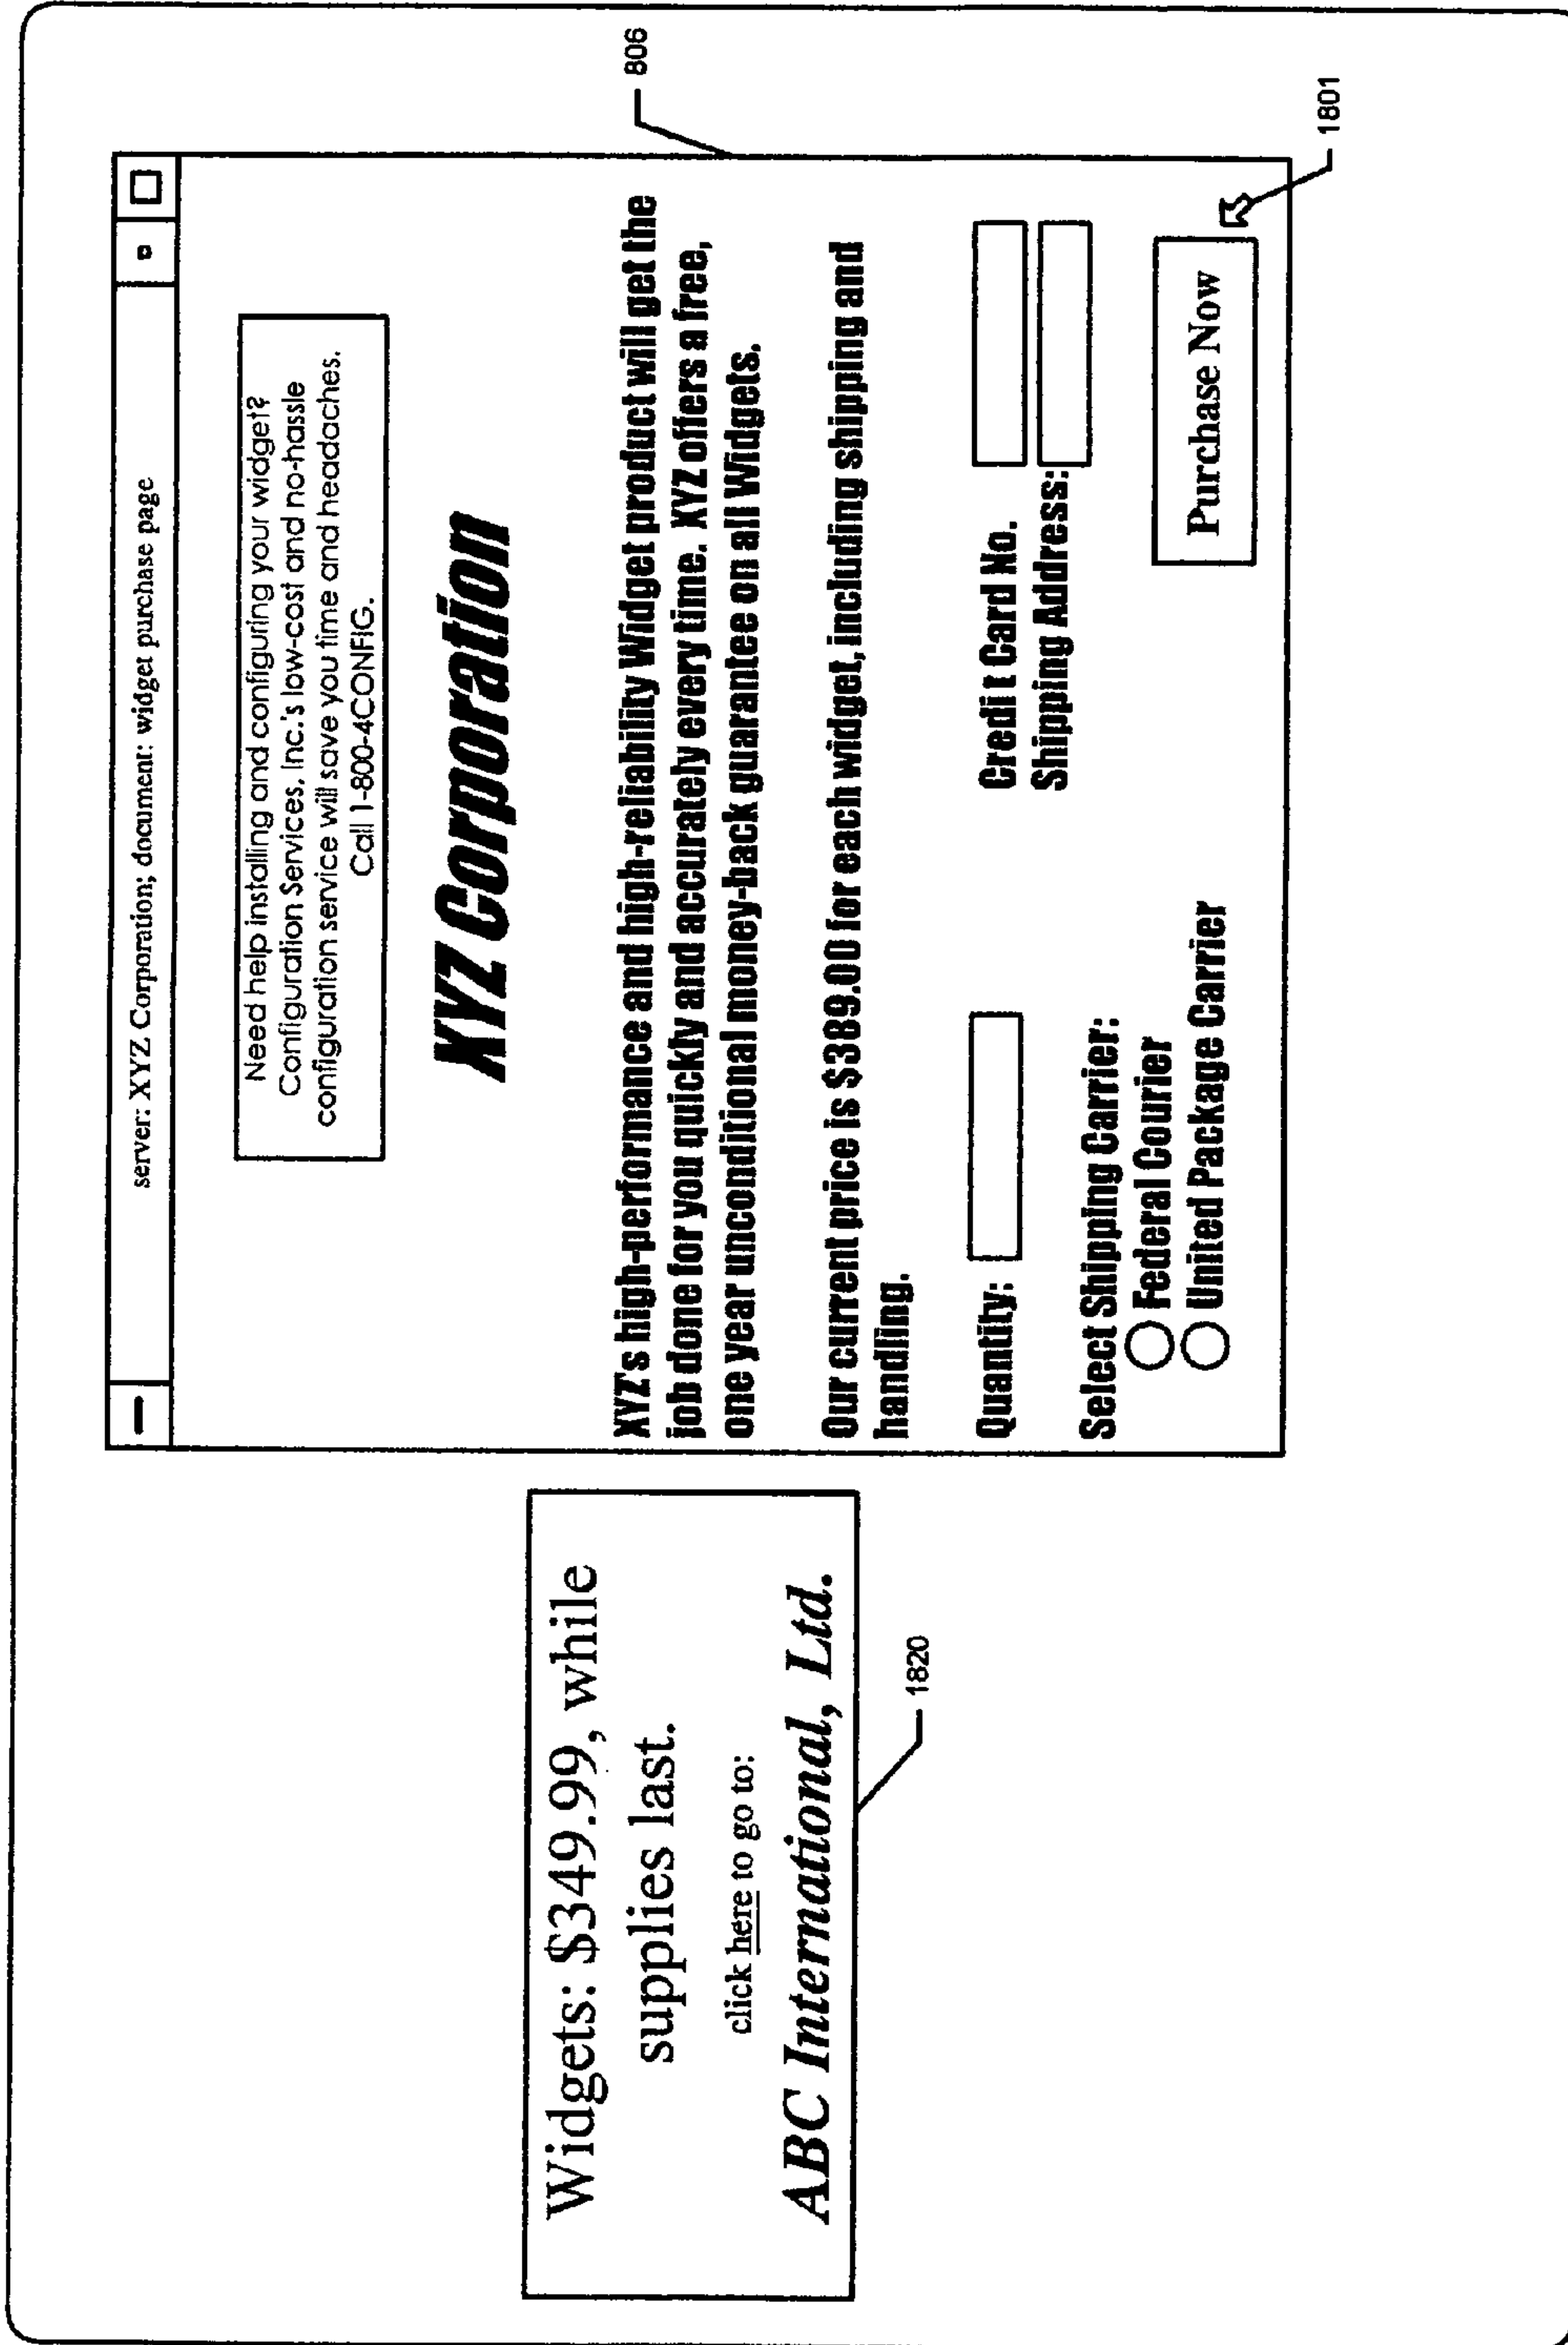 Widgets: $349.99, while
supplies last.
click here to go to:
ABC International, Ltd.
1820
server: XYZ Corporation; document: widget purchase page
Need help installing and configuring your widget?
Configuration Services, Inc.'s low-cost and no-hassle
configuration service will save you time and headaches.
Call 1-800-4CONFIG.
XYZ Corporation
XYZ's high-performance and high-reliability Widget product will get the
job done for you quickly and accurately every time. XYZ offers a free,
one year unconditional money-back guarantee on all Widgets.
Our current price is $389.00 for each widget, including shipping and
handling.
Quantity:
Credit Card No.
Shipping Address:
Select Shipping Carrier:
Federal Courier
United Package Carrier
Purchase Now
806
1801